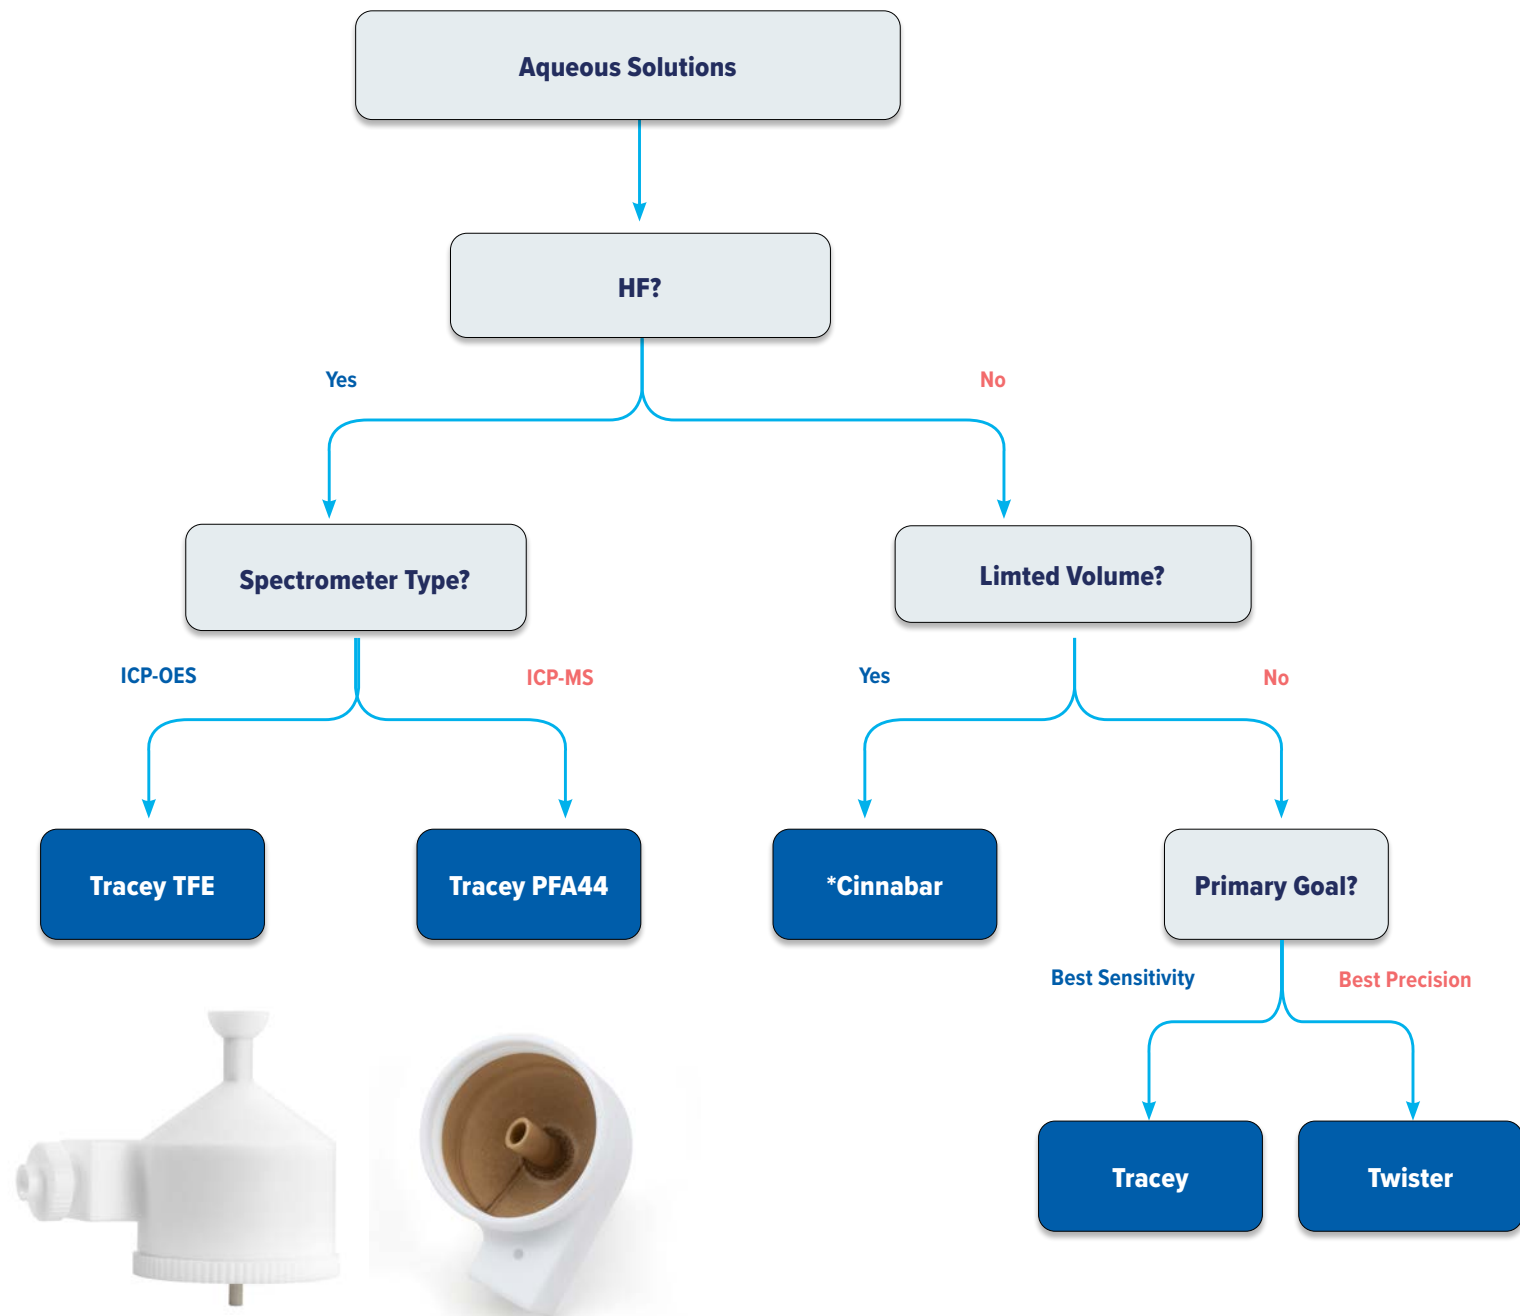 Aqueous Solutions
HF?
Yes
No
Spectrometer Type?
Limted Volume?
ICP-OES
ICP-MS
Yes
No
Tracey TFE
Tracey PFA44
*Cinnabar
Primary Goal?
Best Sensitivity
Best Precision
Tracey
Twister